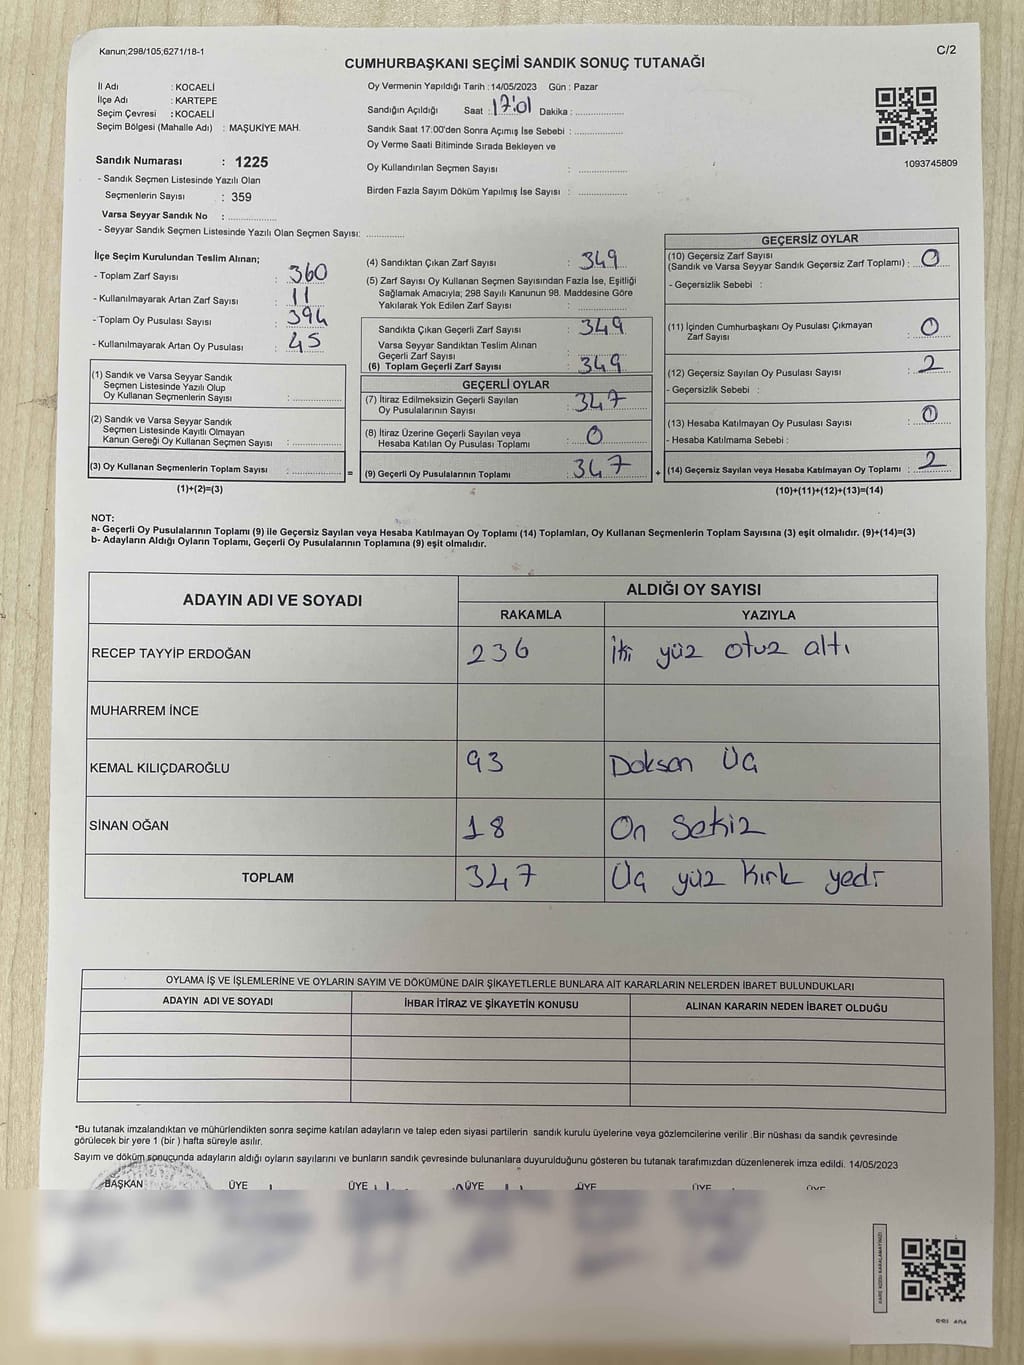 Kanun;298/105,6271/18-1
C/2
CUMHURBAŞKANI SEÇİMİ SANDIK SONUÇ TUTANAĞI
İl Adı : KOCAELİ
İlçe Adı : KARTEPE
Seçim Çevresi : KOCAELİ
Seçim Bölgesi (Mahalle Adı) : MAŞUKİYE MAH.
Sandık Numarası : 1225
- Sandık Seçmen Listesinde Yazılı Olan
Seçmenlerin Sayısı : 359
Varsa Seyyar Sandık No : ................
- Seyyar Sandık Seçmen Listesinde Yazılı Olan Seçmen Sayısı: ............
Oy Vermenin Yapıldığı Tarih : 14/05/2023 Gün : Pazar
Sandığın Açıldığı Saat : 17:01 Dakika : ................
Sandık Saat 17:00'den Sonra Açımış İse Sebebi : ................
Oy Verme Saati Bitiminde Sırada Bekleyen ve
Oy Kullandırılan Seçmen Sayısı : ................
Birden Fazla Sayım Döküm Yapılmış İse Sayısı : ................
1093745809
İlçe Seçim Kurulundan Teslim Alınan;
- Toplam Zarf Sayısı : 360
- Kullanılmayarak Artan Zarf Sayısı : 11
- Toplam Oy Pusulası Sayısı : 394
- Kullanılmayarak Artan Oy Pusulası : 45
(1) Sandık ve Varsa Seyyar Sandık
Seçmen Listesinde Yazılı Olup
Oy Kullanan Seçmenlerin Sayısı : ................
(2) Sandık ve Varsa Seyyar Sandık
Seçmen Listesinde Kayıtlı Olmayan
Kanun Gereği Oy Kullanan Seçmen Sayısı : ................
(3) Oy Kullanan Seçmenlerin Toplam Sayısı : ................ =
(1)+(2)=(3)
(4) Sandıktan Çıkan Zarf Sayısı : 349
(5) Zarf Sayısı Oy Kullanan Seçmen Sayısından Fazla İse, Eşitliği
Sağlamak Amacıyla; 298 Sayılı Kanunun 98. Maddesine Göre
Yakılarak Yok Edilen Zarf Sayısı : ................
Sandıkta Çıkan Geçerli Zarf Sayısı : 349
Varsa Seyyar Sandıktan Teslim Alınan
Geçerli Zarf Sayısı :
(6) Toplam Geçerli Zarf Sayısı : 349
GEÇERLİ OYLAR
(7) İtiraz Edilmeksizin Geçerli Sayılan
Oy Pusulalarının Sayısı : 347
(8) İtiraz Üzerine Geçerli Sayılan veya
Hesaba Katılan Oy Pusulası Toplamı : 0
(9) Geçerli Oy Pusulalarının Toplamı : 347 +
GEÇERSİZ OYLAR
(10) Geçersiz Zarf Sayısı
(Sandık ve Varsa Seyyar Sandık Geçersiz Zarf Toplamı) : 0
- Geçersizlik Sebebi :
(11) İçinden Cumhurbaşkanı Oy Pusulası Çıkmayan
Zarf Sayısı : 0
(12) Geçersiz Sayılan Oy Pusulası Sayısı : 2
- Geçersizlik Sebebi :
(13) Hesaba Katılmayan Oy Pusulası Sayısı : 0
- Hesaba Katılmama Sebebi :
(14) Geçersiz Sayılan veya Hesaba Katılmayan Oy Toplamı : 2
(10)+(11)+(12)+(13)=(14)
NOT:
a- Geçerli Oy Pusulalarının Toplamı (9) ile Geçersiz Sayılan veya Hesaba Katılmayan Oy Toplamı (14) Toplamları, Oy Kullanan Seçmenlerin Toplam Sayısına (3) eşit olmalıdır. (9)+(14)=(3)
b- Adayların Aldığı Oyların Toplamı, Geçerli Oy Pusulalarının Toplamına (9) eşit olmalıdır.
ADAYIN ADI VE SOYADI
ALDIĞI OY SAYISI
RAKAMLA YAZIYLA
RECEP TAYYİP ERDOĞAN 236 İki yüz otuz altı
MUHARREM İNCE
KEMAL KILIÇDAROĞLU 93 Doksan Üç
SİNAN OĞAN 18 On Sekiz
TOPLAM 347 Üç yüz Kırk yedi
OYLAMA İŞ VE İŞLEMLERİNE VE OYLARIN SAYIM VE DÖKÜMÜNE DAİR ŞİKAYETLERLE BUNLARA AİT KARARLARIN NELERDEN İBARET BULUNDUKLARI
ADAYIN ADI VE SOYADI İHBAR İTİRAZ VE ŞİKAYETİN KONUSU ALINAN KARARIN NEDEN İBARET OLDUĞU
*Bu tutanak imzalandıktan ve mühürlendikten sonra seçime katılan adayların ve talep eden siyasi partilerin sandık kurulu üyelerine veya gözlemcilerine verilir .Bir nüshası da sandık çevresinde
görülecek bir yere 1 (bir ) hafta süreyle asılır.
Sayım ve döküm sonucunda adayların aldığı oyların sayılarını ve bunların sandık çevresinde bulunanlara duyurulduğunu gösteren bu tutanak tarafımızdan düzenlenerek imza edildi. 14/05/2023
BAŞKAN ÜYE ÜYE ÜYE ÜYE ÜYE ÜYE
KARE KODU KARALAMAYINIZ!